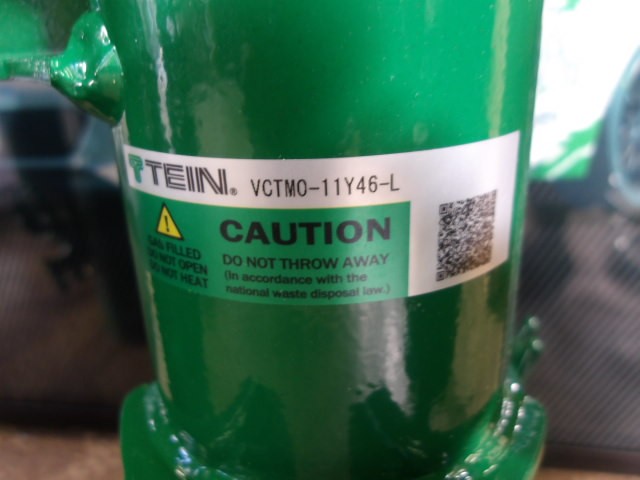 TEIN® VCTM0-11Y46-L
GAS FILLED
DO NOT OPEN
DO NOT HEAT
CAUTION
DO NOT THROW AWAY
(In accordance with the
national waste disposal law.)